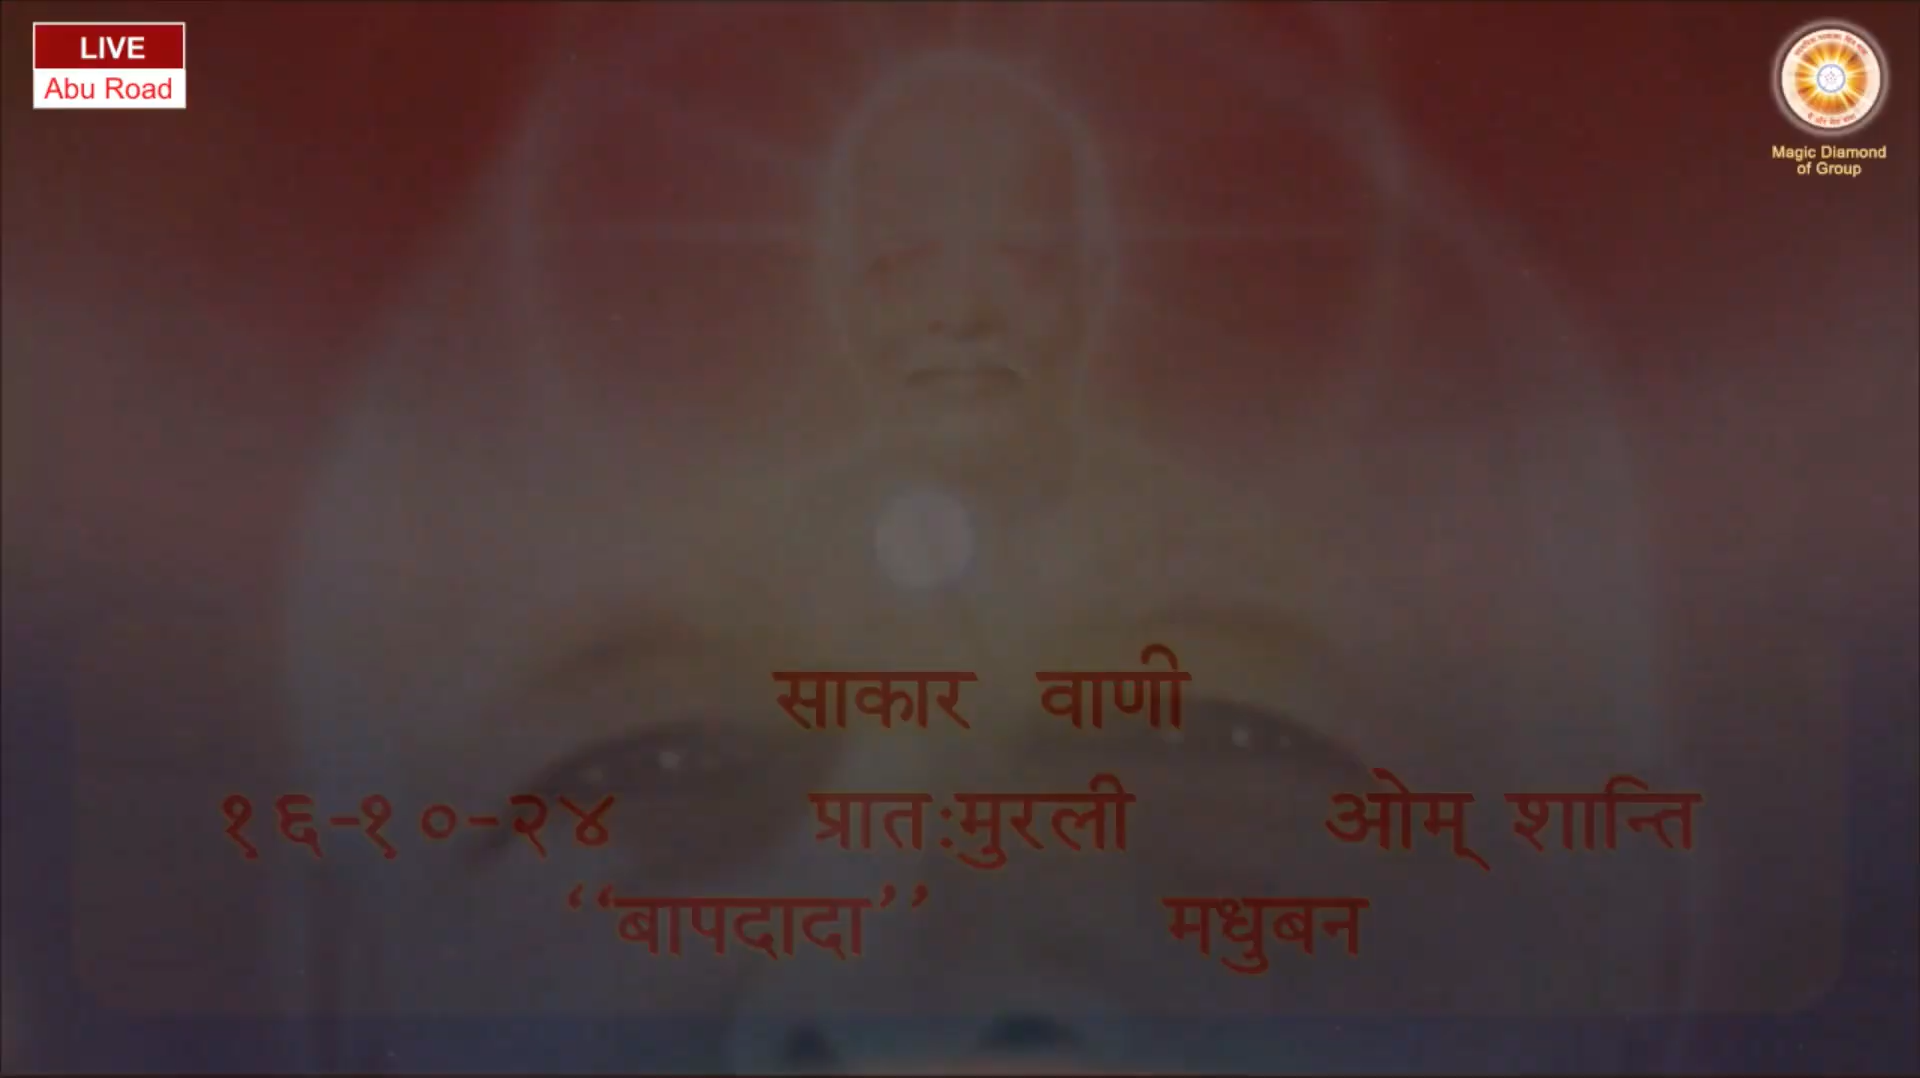 LIVE
Abu Road
Magic Diamond
of Group
साकार वाणी
१६-१०-२४ प्रात:मुरली ओम् शान्ति
‘‘बापदादा’’ मधुबन